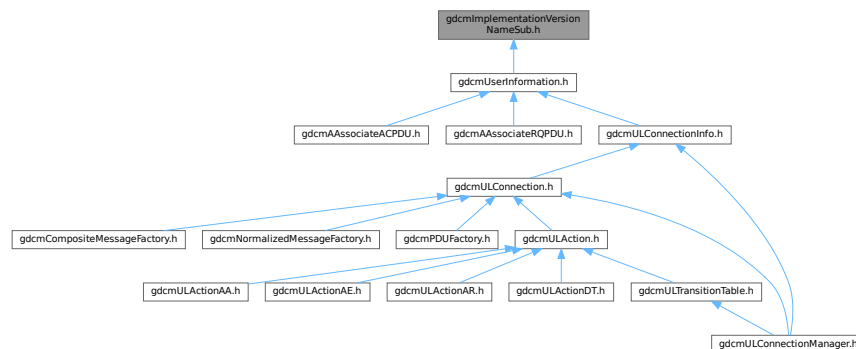 gdcmImplementationVersion
NameSub.h
gdcmUserInformation.h
gdcmAAssociateACPDU.h
gdcmAAssociateRQPDU.h
gdcmULConnectionInfo.h
gdcmULConnection.h
gdcmCompositeMessageFactory.h
gdcmNormalizedMessageFactory.h
gdcmPDUFactory.h
gdcmULAction.h
gdcmULActionAA.h
gdcmULActionAE.h
gdcmULActionAR.h
gdcmULActionDT.h
gdcmULTransitionTable.h
gdcmULConnectionManager.h